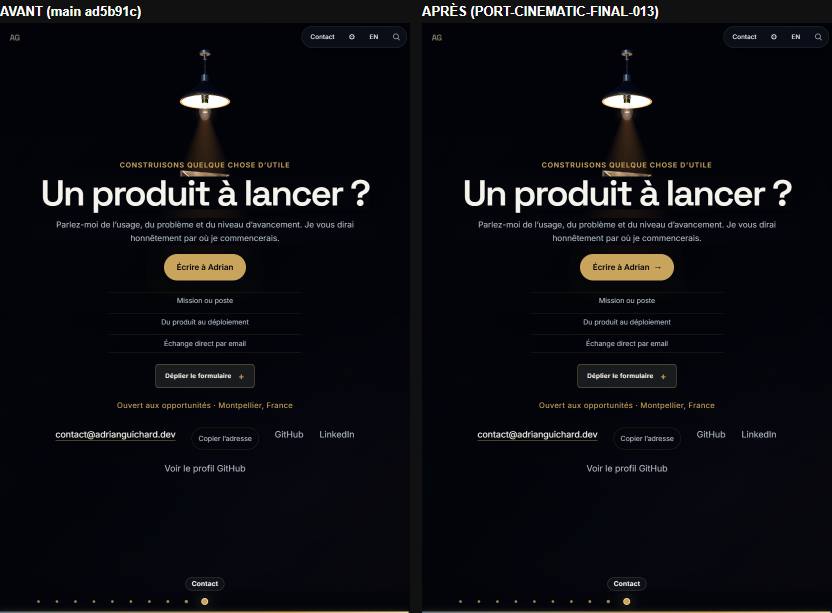 AVANT (main ad5b91c)
AG
Contact EN
CONSTRUISONS QUELQUE CHOSE D'UTILE
Un produit à lancer ?
Parlez-moi de l'usage, du problème et du niveau d'avancement. Je vous dirai
honnêtement par où je commencerais.
Écrire à Adrian
Mission ou poste
Du produit au déploiement
Échange direct par email
Déplier le formulaire +
Ouvert aux opportunités · Montpellier, France
contact@adrianguichard.dev Copier l'adresse GitHub LinkedIn
Voir le profil GitHub
Contact
APRÈS (PORT-CINEMATIC-FINAL-013)
AG
Contact EN
CONSTRUISONS QUELQUE CHOSE D'UTILE
Un produit à lancer ?
Parlez-moi de l'usage, du problème et du niveau d'avancement. Je vous dirai
honnêtement par où je commencerais.
Écrire à Adrian →
Mission ou poste
Du produit au déploiement
Échange direct par email
Déplier le formulaire +
Ouvert aux opportunités · Montpellier, France
contact@adrianguichard.dev Copier l'adresse GitHub LinkedIn
Voir le profil GitHub
Contact